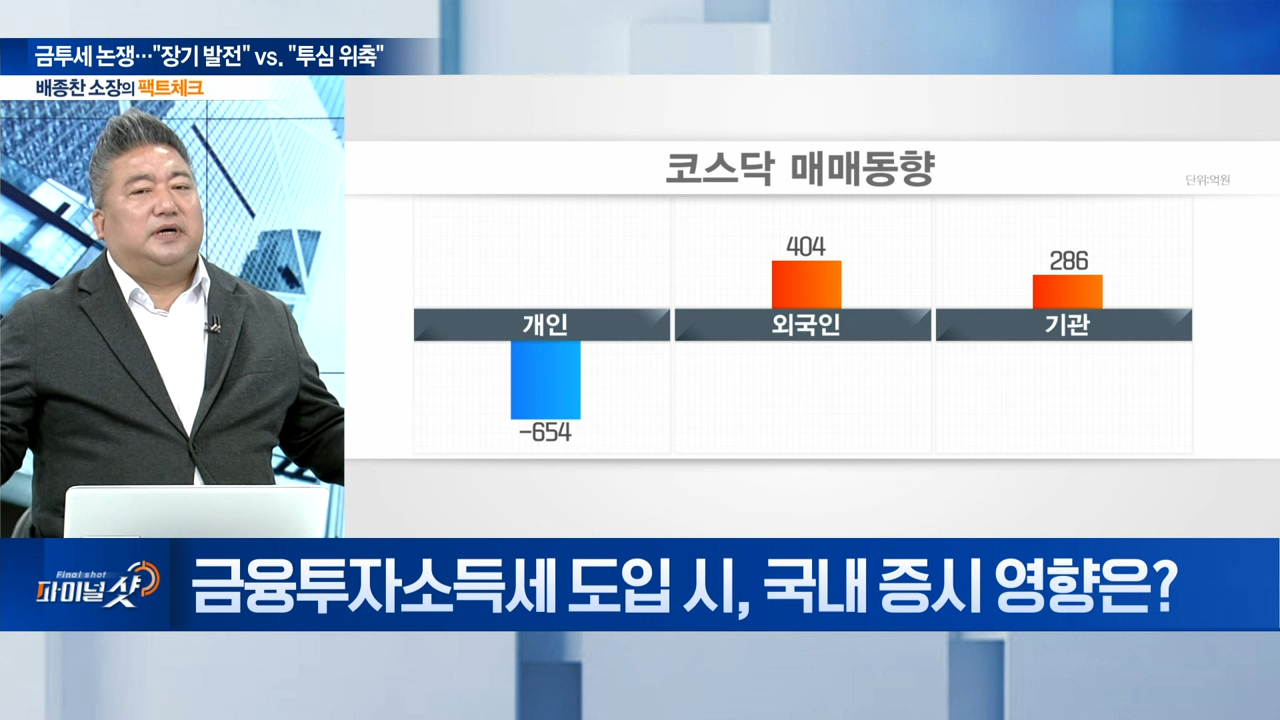 금투세 논쟁…"장기 발전" vs. "투심 위축"
배종찬 소장의 팩트체크
코스닥 매매동향
단위:억원
404
286
개인
외국인
기관
-654
Final shot
파이널 샷
금융투자소득세 도입 시, 국내 증시 영향은?